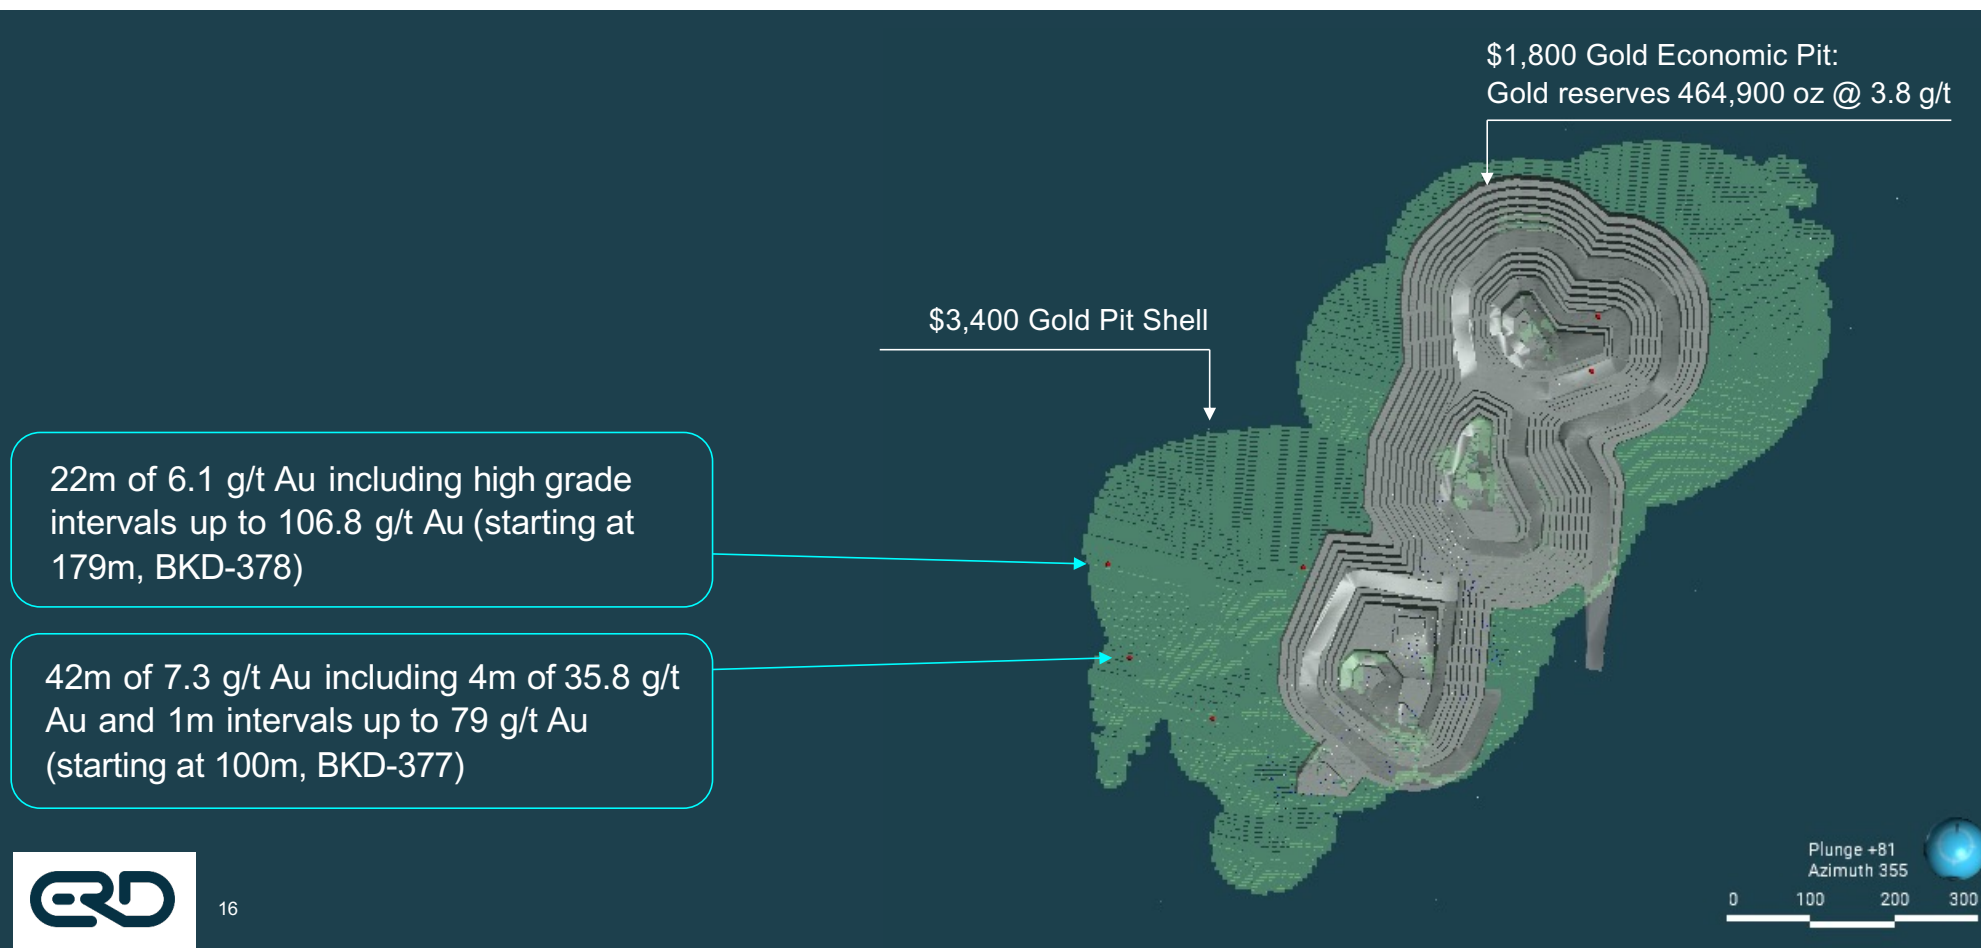 $1,800 Gold Economic Pit:
Gold reserves 464,900 oz @ 3.8 g/t
$3,400 Gold Pit Shell
22m of 6.1 g/t Au including high grade
intervals up to 106.8 g/t Au (starting at
179m, BKD-378)
42m of 7.3 g/t Au including 4m of 35.8 g/t
Au and 1m intervals up to 79 g/t Au
(starting at 100m, BKD-377)
Plunge +81
Azimuth 355
0 100 200 300
ERD
16